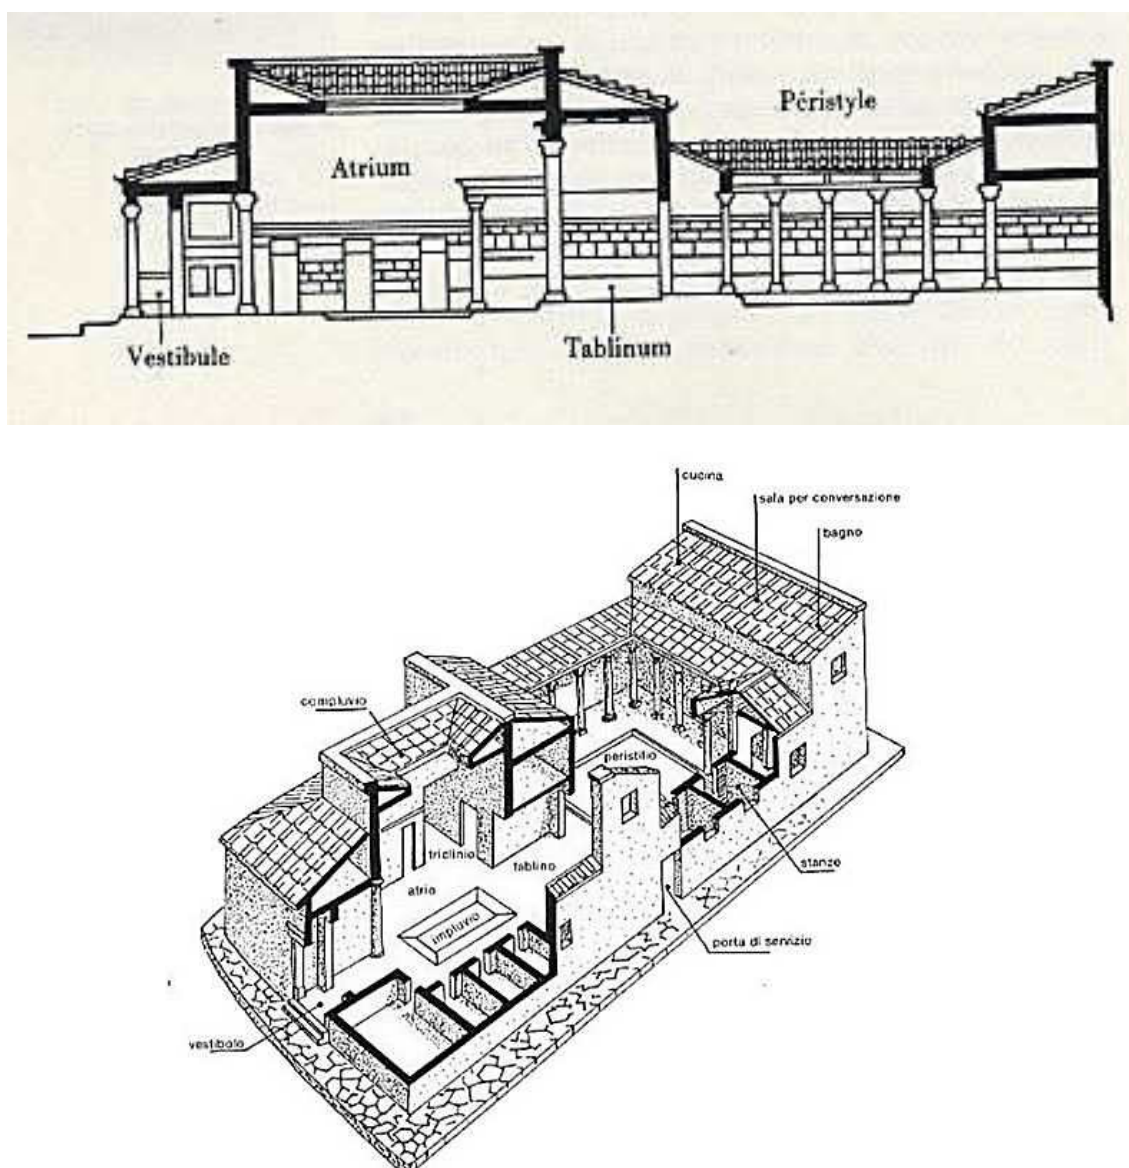 Péristyle
Atrium
Vestibule
Tablinum
cucina
sala per conversazione
bagno
compluvio
peristilio
triclinio
tablino
stanze
atrio
impluvio
porta di servizio
vestibolo